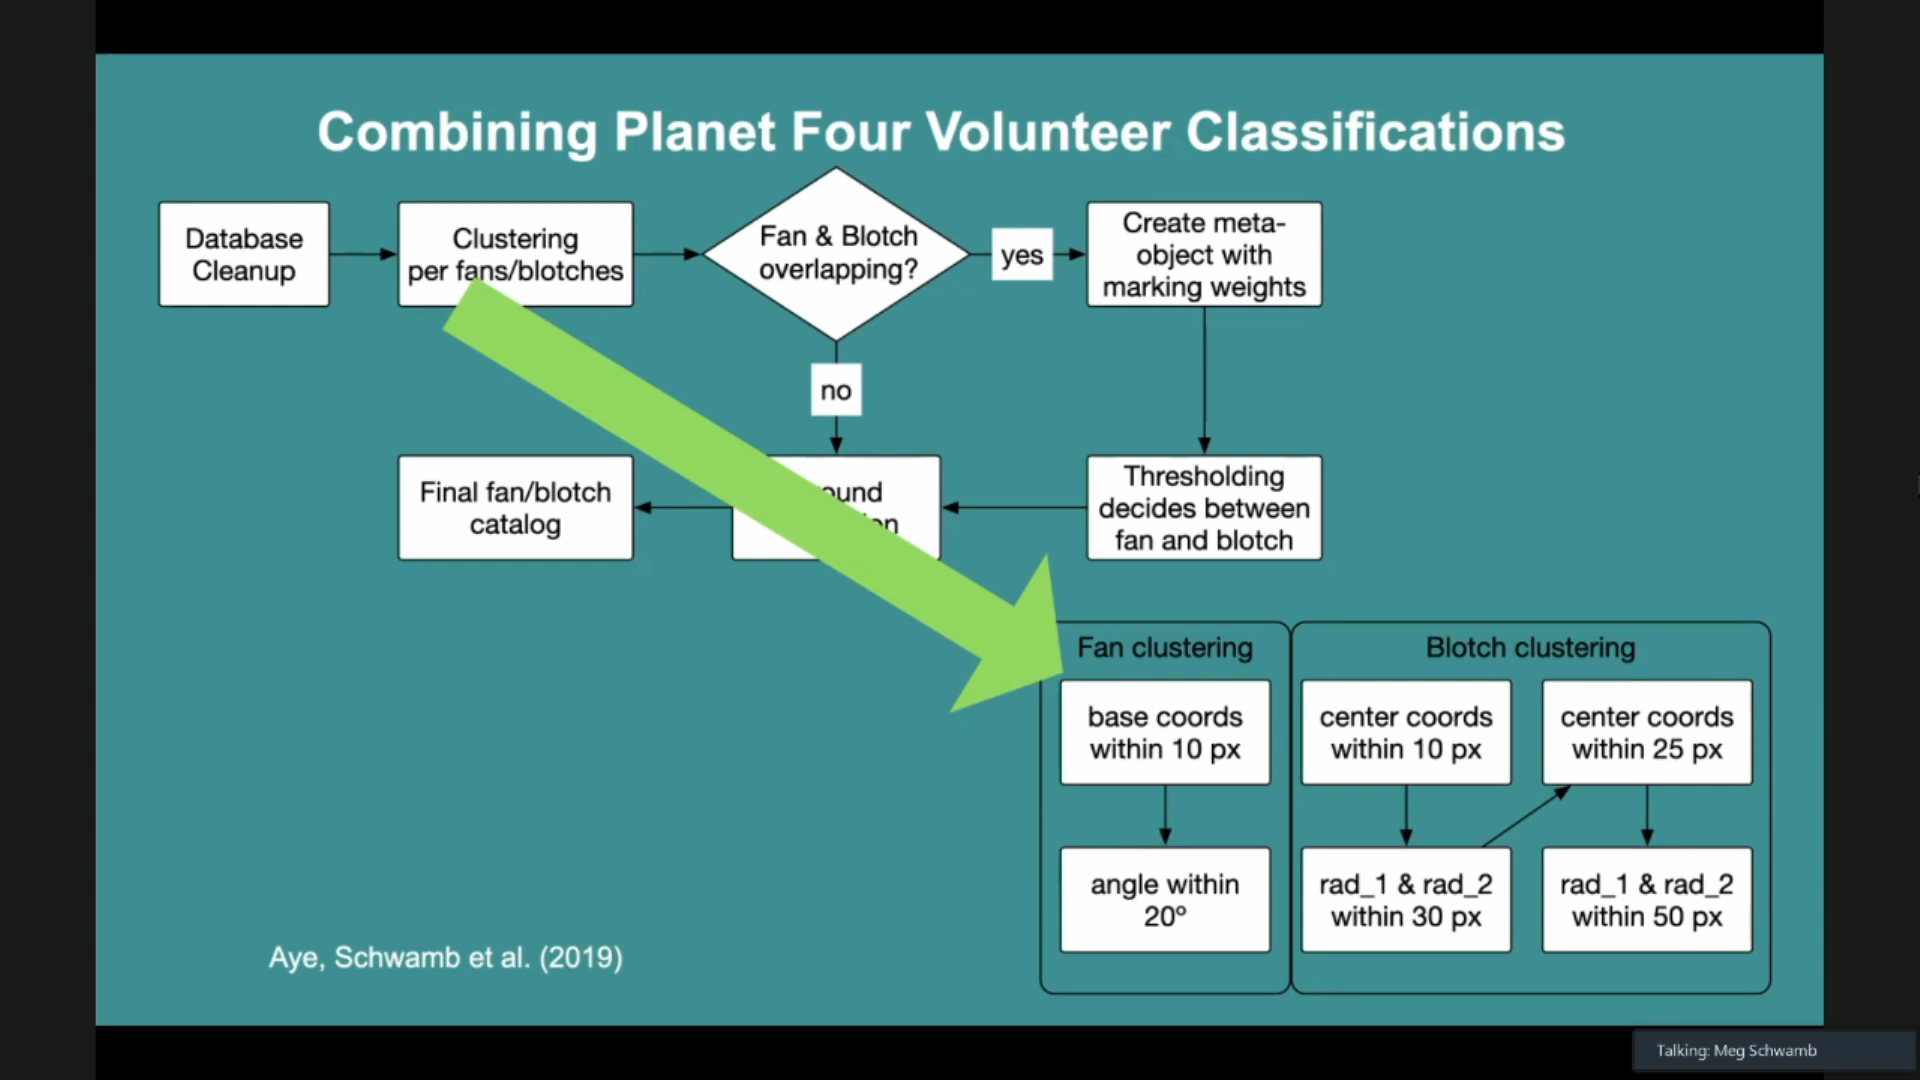 Combining Planet Four Volunteer Classifications
Database
Cleanup
Clustering
per fans/blotches
Fan & Blotch
overlapping?
yes
Create meta-
object with
marking weights
no
Final fan/blotch
catalog
Thresholding
decides between
fan and blotch
Fan clustering
base coords
within 10 px
angle within
20º
Blotch clustering
center coords
within 10 px
rad_1 & rad_2
within 30 px
center coords
within 25 px
rad_1 & rad_2
within 50 px
Aye, Schwamb et al. (2019)
Talking: Meg Schwamb